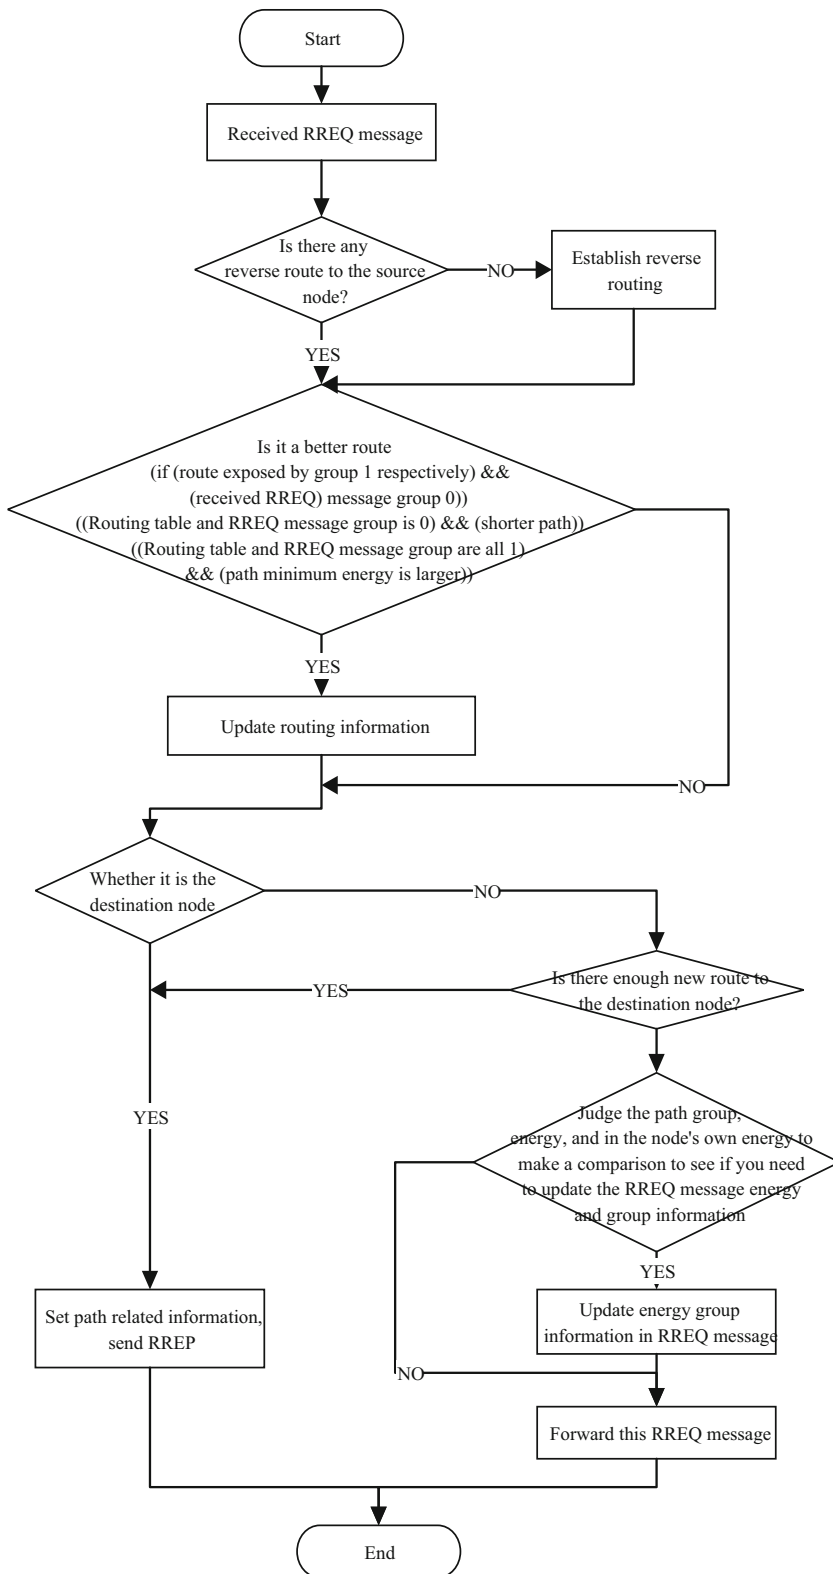 Start
Received RREQ message
Is there any
reverse route to the source
node?
NO
Establish reverse
routing
YES
Is it a better route
(if (route exposed by group 1 respectively) &&
(received RREQ) message group 0))
((Routing table and RREQ message group is 0) && (shorter path))
((Routing table and RREQ message group are all 1)
&& (path minimum energy is larger))
YES
Update routing information
NO
Whether it is the
destination node
NO
Is there enough new route to
the destination node?
YES
YES
Judge the path group,
energy, and in the node's own energy to
make a comparison to see if you need
to update the RREQ message energy
and group information
YES
Set path related information,
send RREP
Update energy group
information in RREQ message
NO
Forward this RREQ message
End